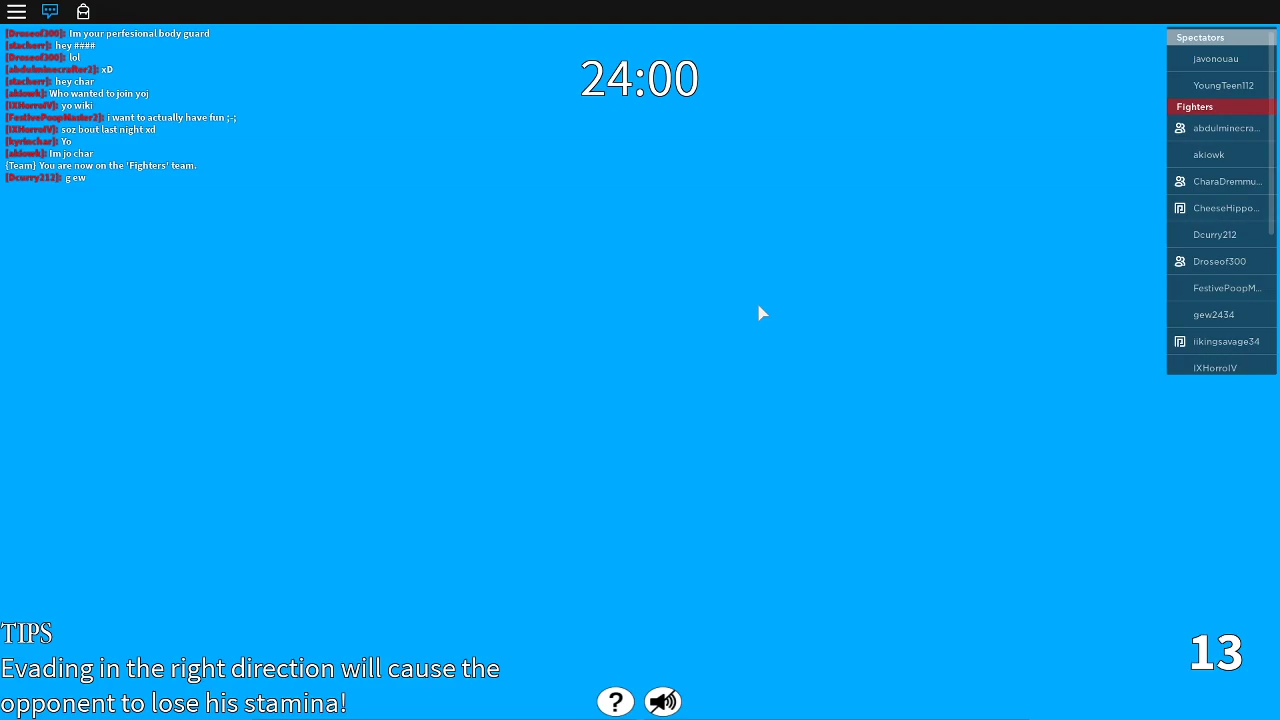 [Droseof300]: Im your perfesional body guard
[stacherr]: hey ####
[Droseof300]: lol
[abdulminecrafter2]: xD
[stacherr]: hey char
[akiowk]: Who wanted to join yoj
[IXHorroIV]: yo wiki
[FestivePoopMaster2]: i want to actually have fun ;-;
[IXHorroIV]: soz bout last night xd
[kyrinchar]: Yo
[akiowk]: Im jo char
{Team} You are now on the 'Fighters' team.
[Dcurry212]: g ew
24:00
Spectators
Javonouau
YoungTeen112
Fighters
abdulminecra...
akiowk
CharaDremmu...
CheeseHippo...
Dcurry212
Droseof300
FestivePoopM...
gew2434
iikingsavage34
IXHorroIV
TIPS
Evading in the right direction will cause the
opponent to lose his stamina!
?
13